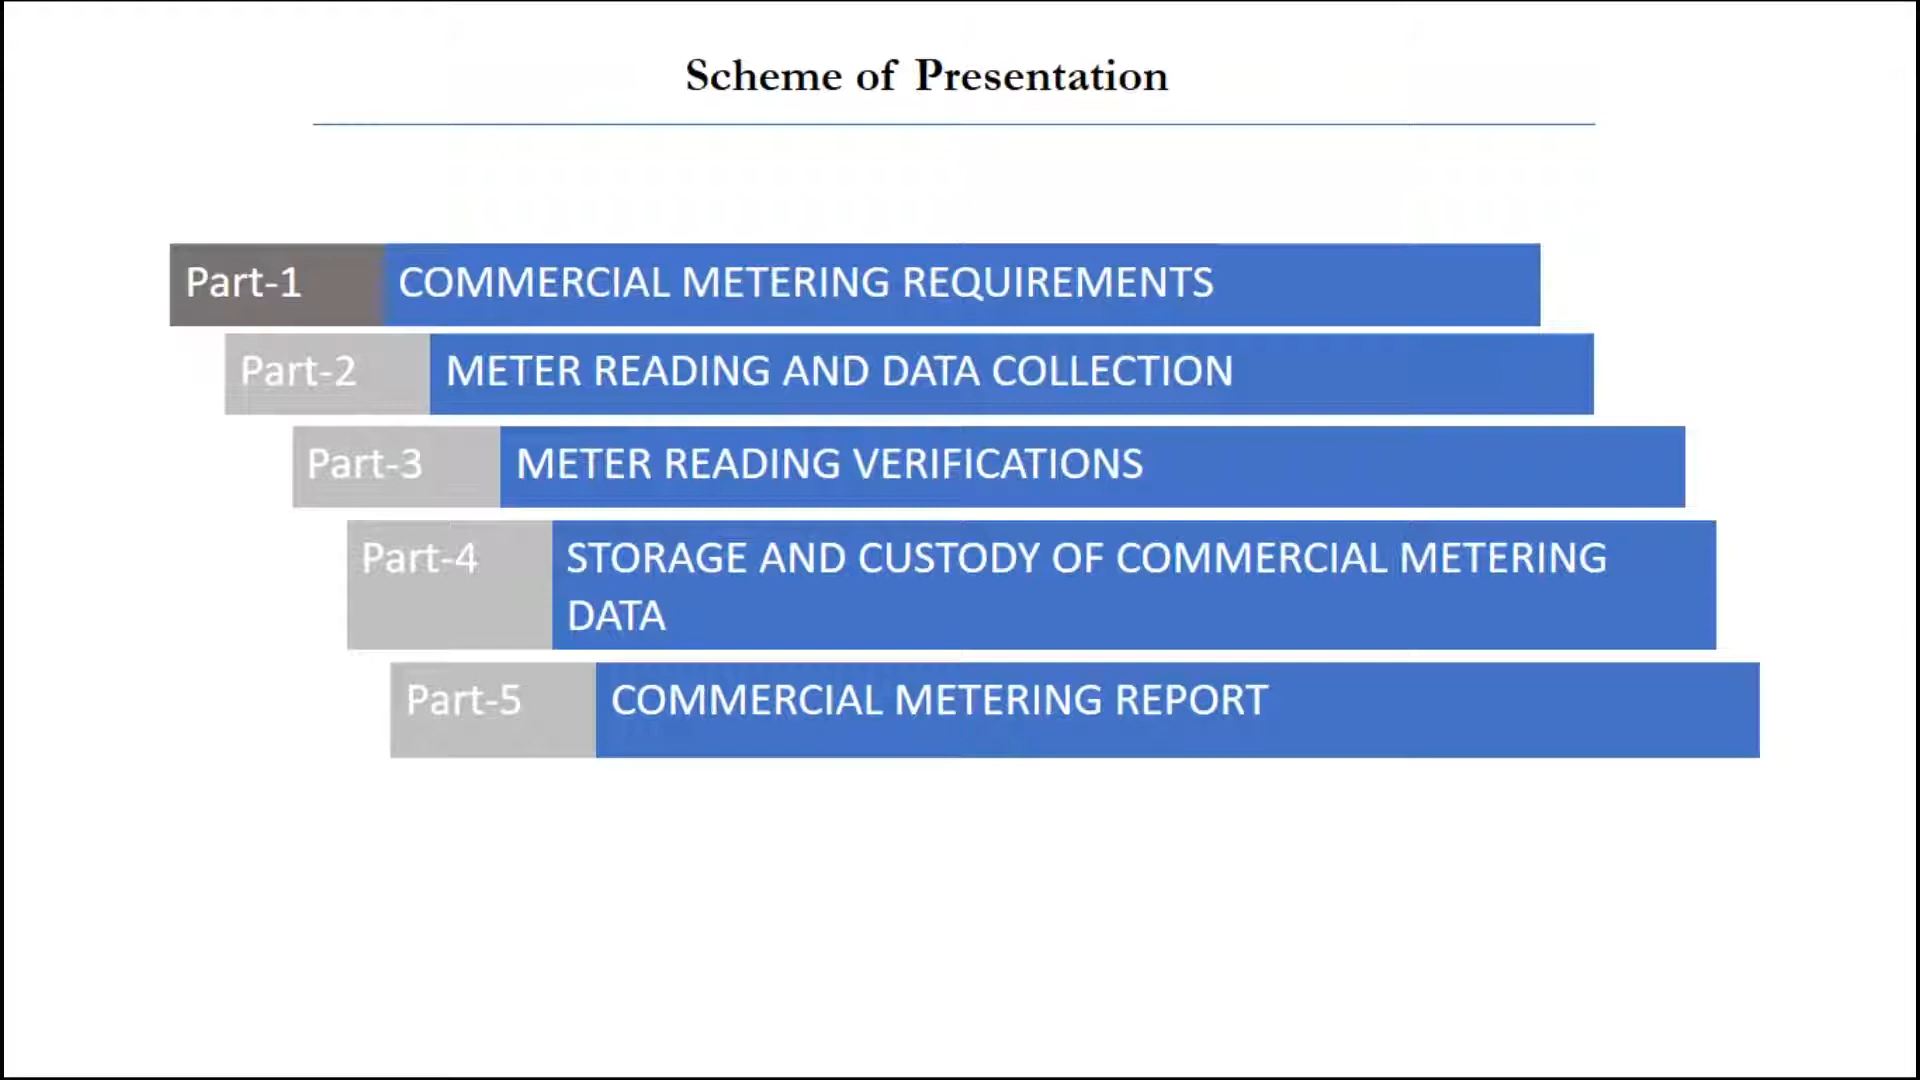 Scheme of Presentation
Part-1 COMMERCIAL METERING REQUIREMENTS
Part-2 METER READING AND DATA COLLECTION
Part-3 METER READING VERIFICATIONS
Part-4 STORAGE AND CUSTODY OF COMMERCIAL METERING
DATA
Part-5 COMMERCIAL METERING REPORT